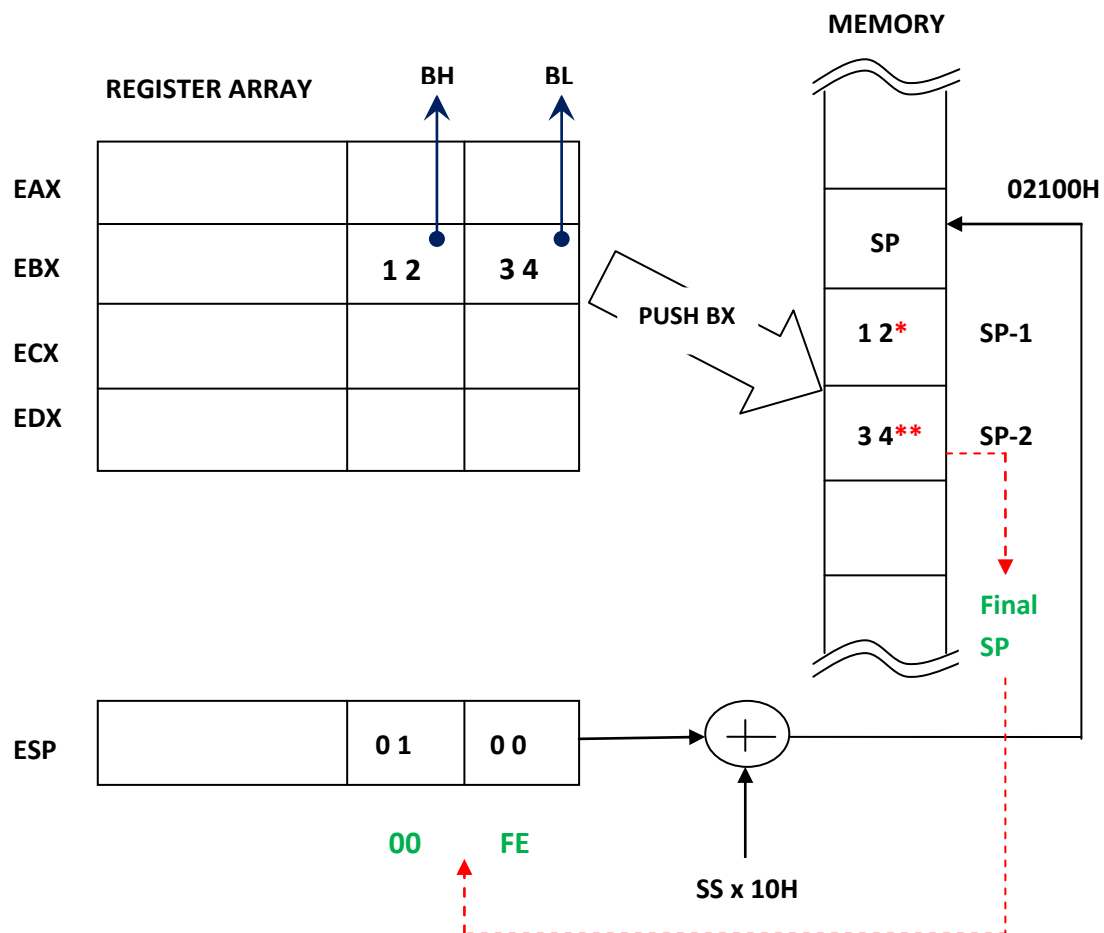 MEMORY
REGISTER ARRAY
BH
BL
EAX
02100H
SP
EBX
1 2
3 4
PUSH BX
1 2*
SP-1
ECX
EDX
3 4**
SP-2
Final
SP
ESP
0 1
0 0
00
FE
SS x 10H